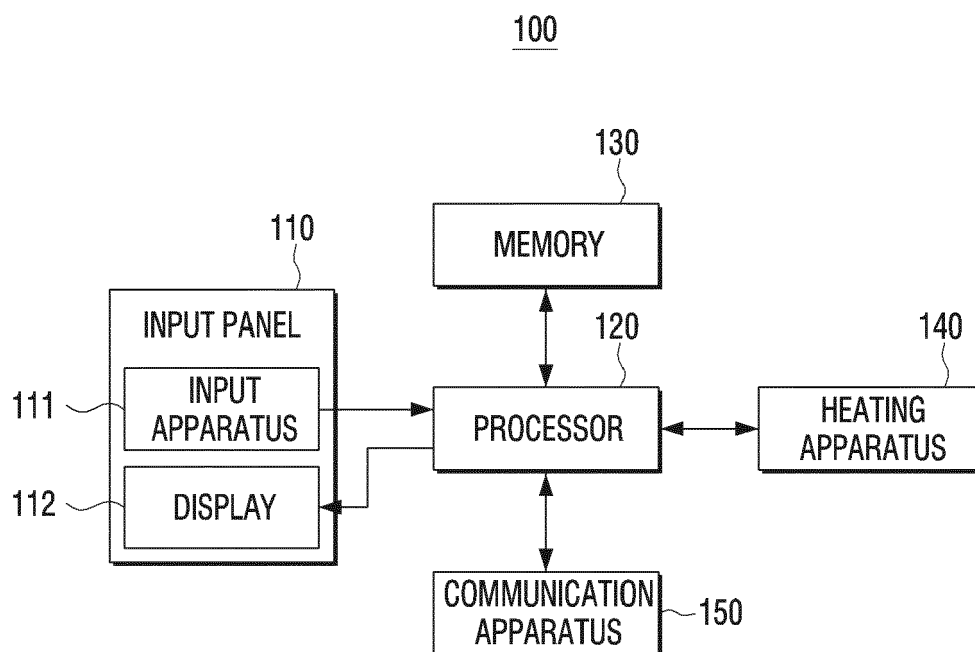 100
130
MEMORY
110
INPUT PANEL
120
140
111
INPUT
APPARATUS
PROCESSOR
HEATING
APPARATUS
112
DISPLAY
COMMUNICATION
APPARATUS
150